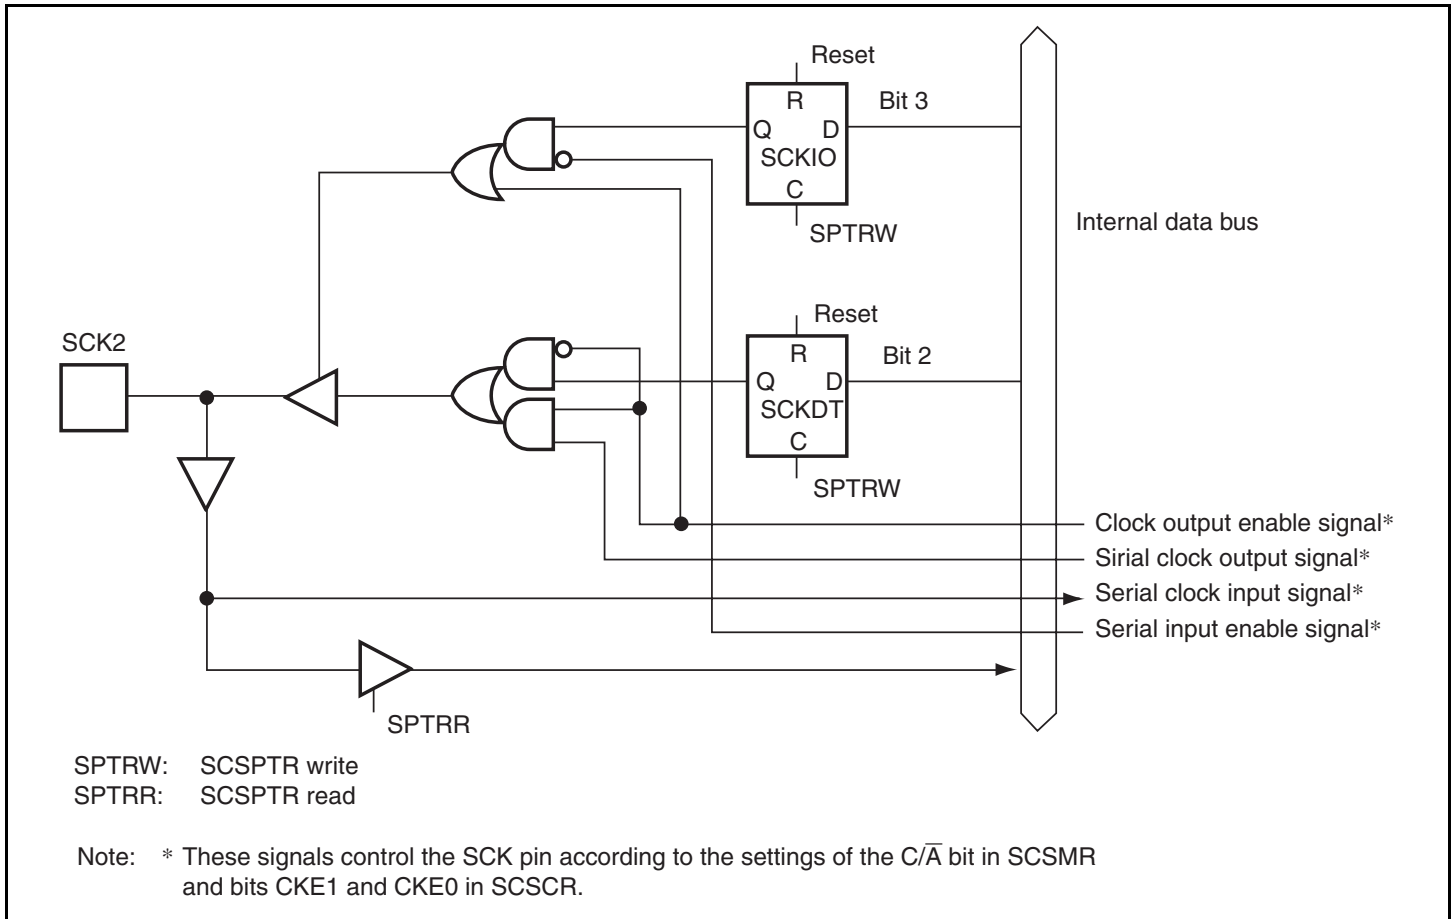 Reset
R
Bit 3
Q
D
SCKIO
C
SPTRW
Internal data bus
Reset
SCK2
R
Bit 2
Q
D
SCKDT
C
SPTRW
Clock output enable signal*
Sirial clock output signal*
Serial clock input signal*
Serial input enable signal*
SPTRR
SPTRW: SCSPTR write
SPTRR: SCSPTR read
Note: * These signals control the SCK pin according to the settings of the C/A̅ bit in SCSMR
and bits CKE1 and CKE0 in SCSCR.